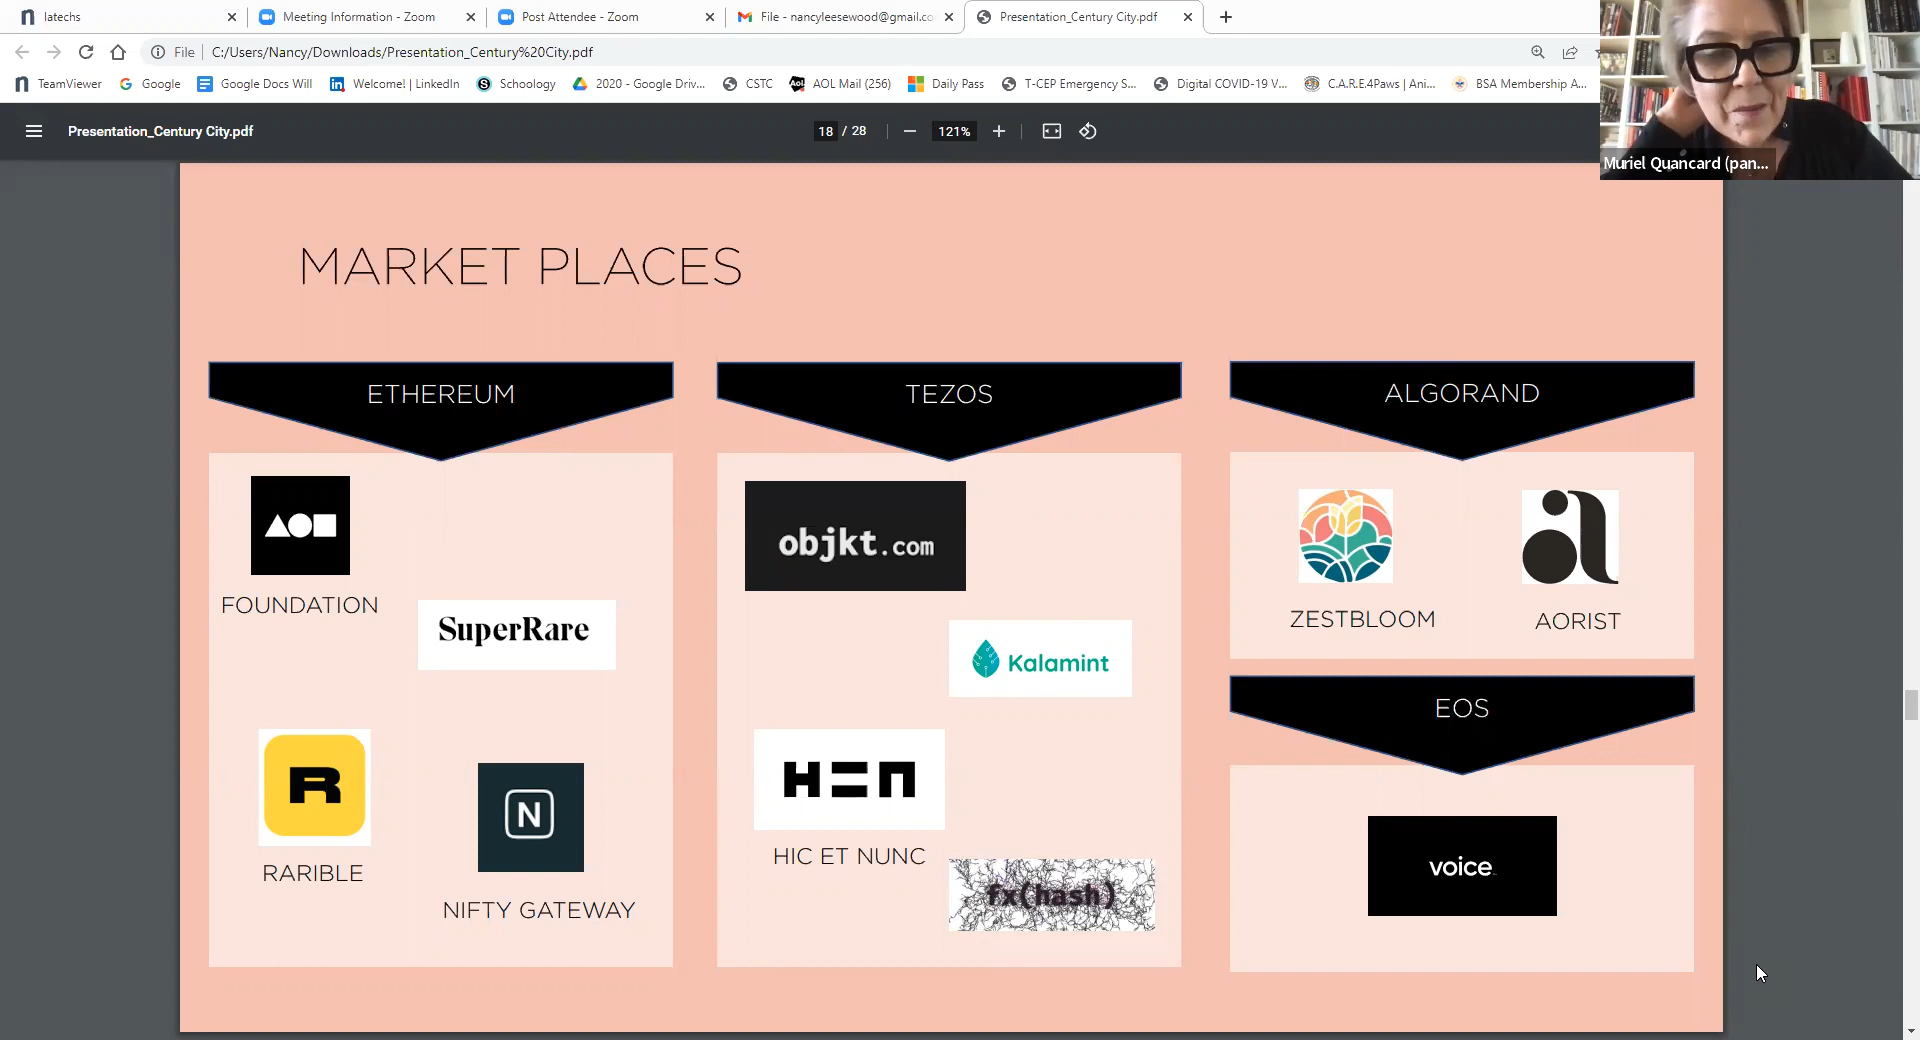 latechs
Meeting Information - Zoom
Post Attendee - Zoom
File - nancyleesewood@gmail.co
Presentation_Century City.pdf
File
C:/Users/Nancy/Downloads/Presentation_Century%20City.pdf
TeamViewer
Google
Google Docs Will
Welcome! | LinkedIn
Schoology
2020 - Google Driv...
CSTC
AOL Mail (256)
Daily Pass
T-CEP Emergency S...
Digital COVID-19 V...
C.A.R.E.4Paws | Ani...
BSA Membership A...
Presentation_Century City.pdf
18 / 28
121%
Muriel Quancard (pan...
MARKET PLACES
ETHEREUM
FOUNDATION
SuperRare
R
RARIBLE
N
NIFTY GATEWAY
TEZOS
objkt.com
Kalamint
HEN
HIC ET NUNC
fx(hash)
ALGORAND
ZESTBLOOM
a
AORIST
EOS
voice